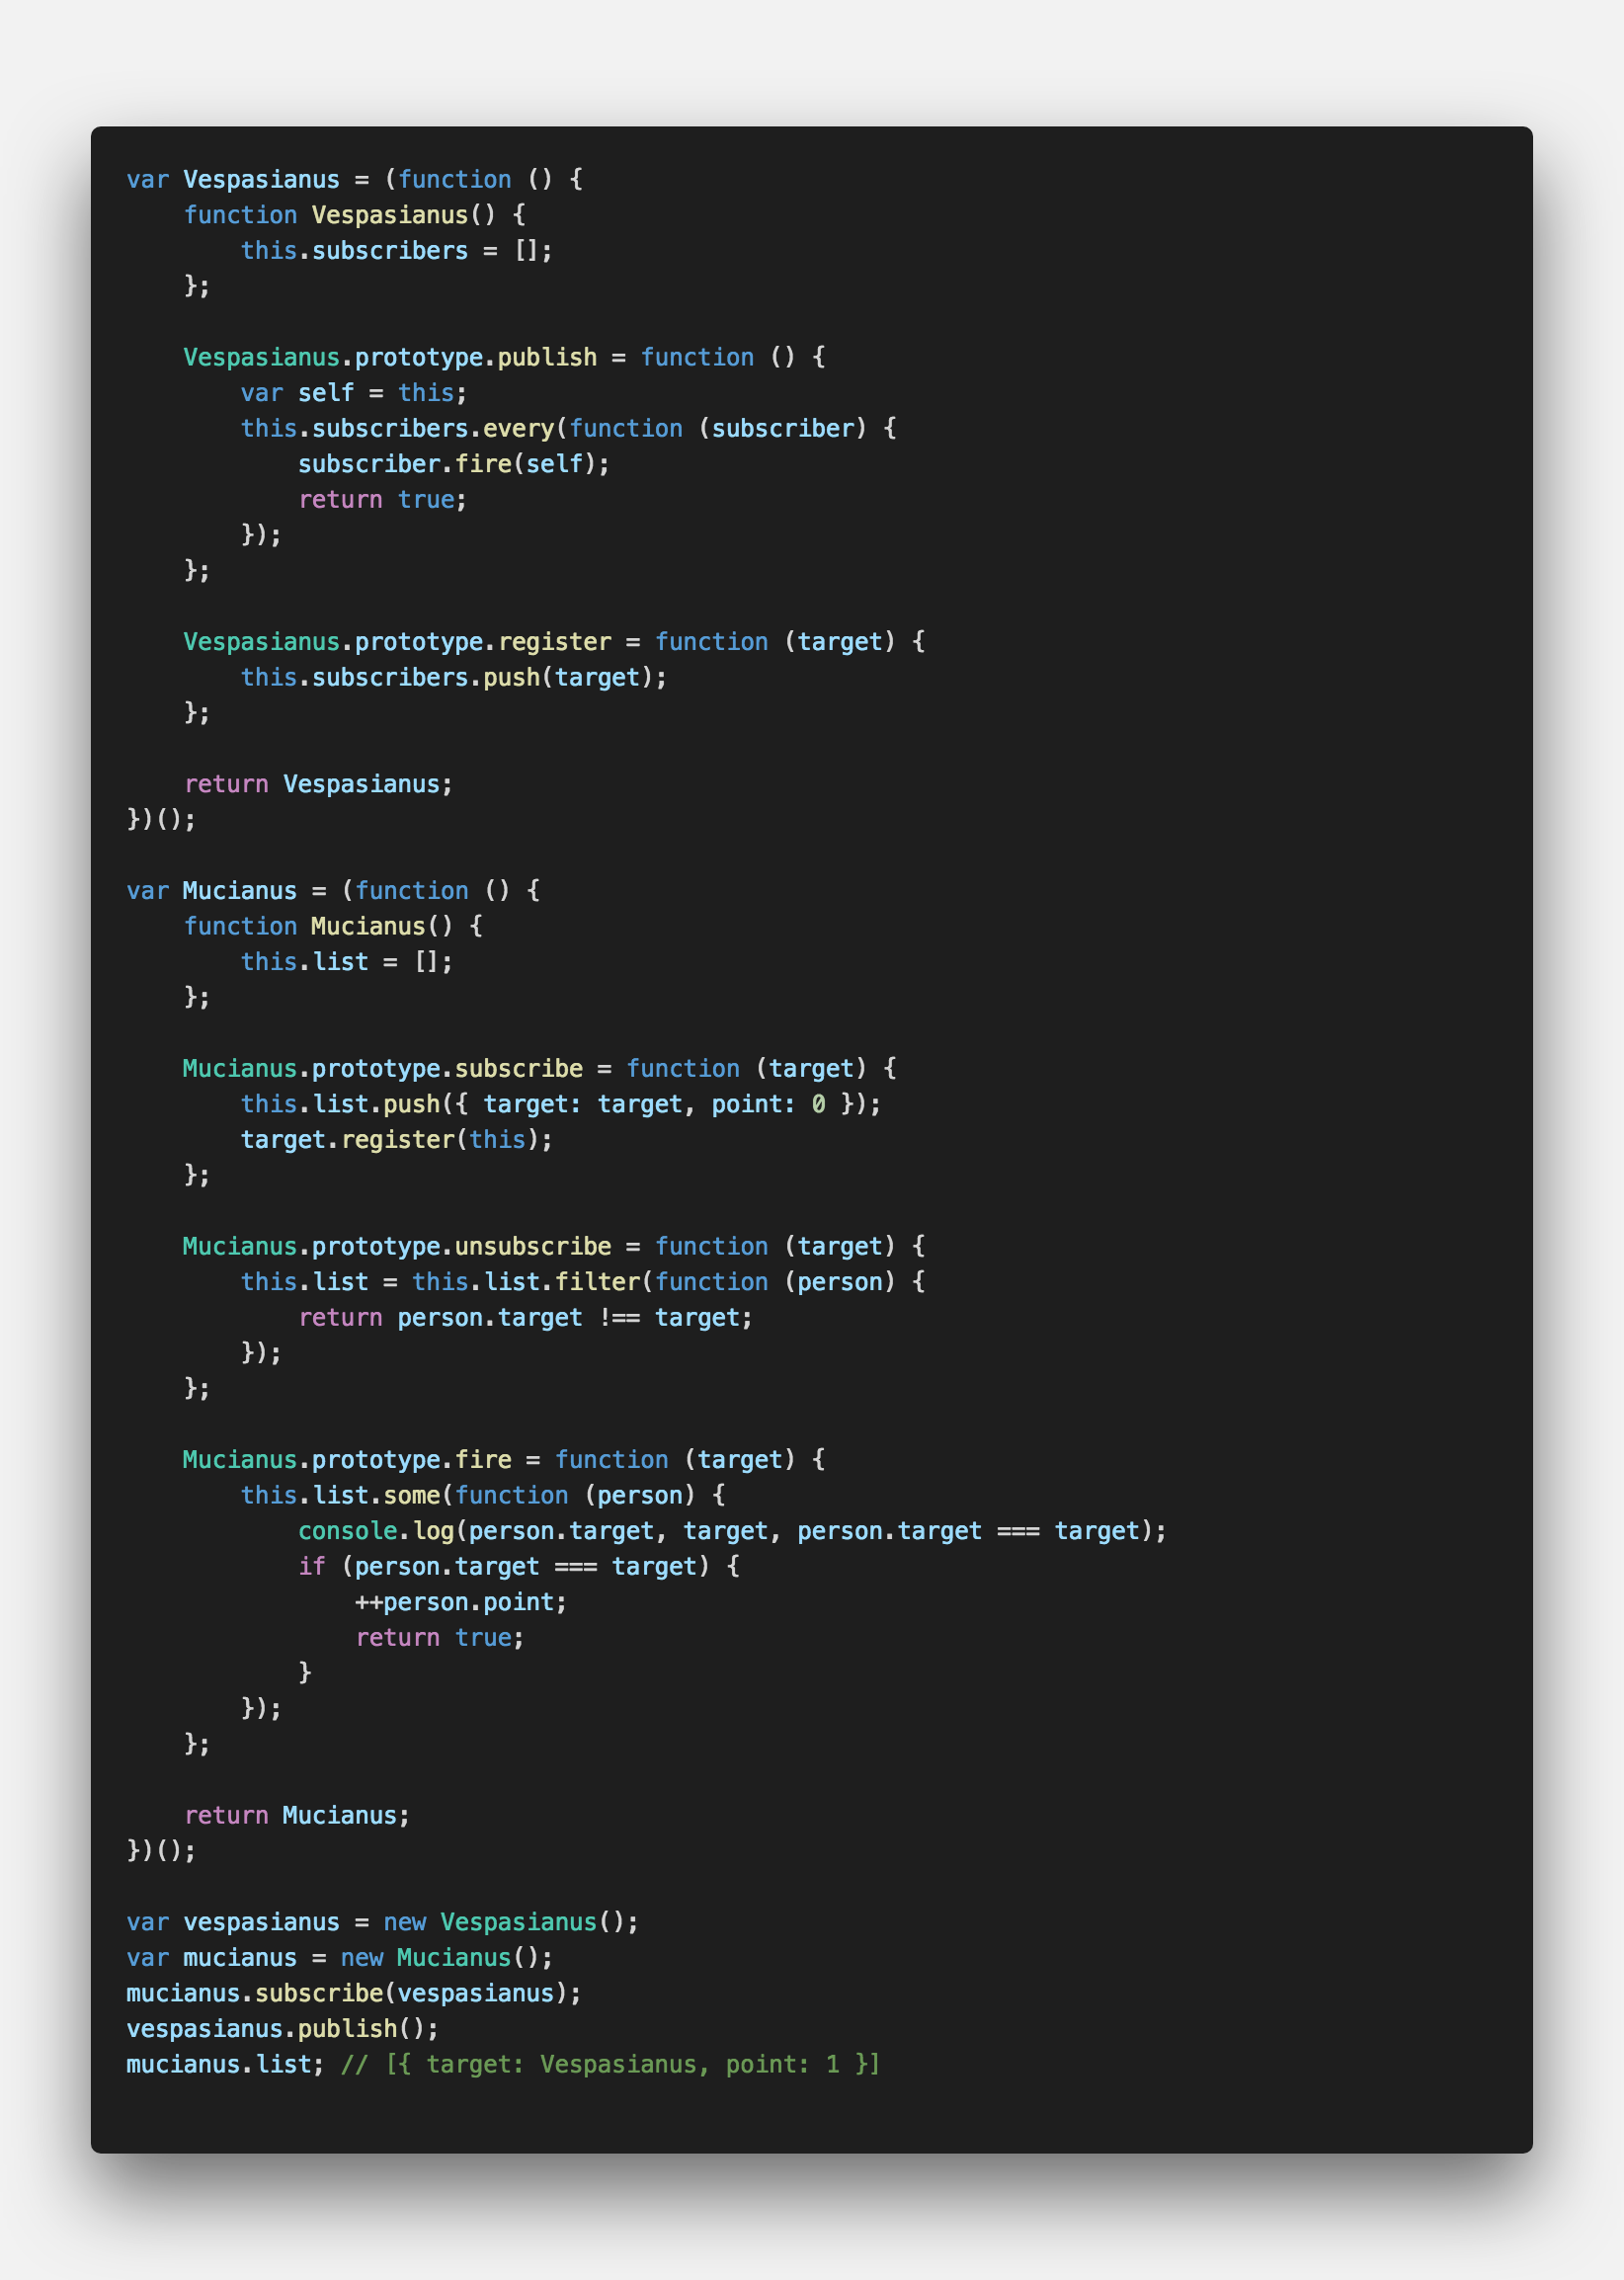 var Vespasianus = (function () {
    function Vespasianus() {
        this.subscribers = [];
    };

    Vespasianus.prototype.publish = function () {
        var self = this;
        this.subscribers.every(function (subscriber) {
            subscriber.fire(self);
            return true;
        });
    };

    Vespasianus.prototype.register = function (target) {
        this.subscribers.push(target);
    };

    return Vespasianus;
})();

var Mucianus = (function () {
    function Mucianus() {
        this.list = [];
    };

    Mucianus.prototype.subscribe = function (target) {
        this.list.push({ target: target, point: 0 });
        target.register(this);
    };

    Mucianus.prototype.unsubscribe = function (target) {
        this.list = this.list.filter(function (person) {
            return person.target !== target;
        });
    };

    Mucianus.prototype.fire = function (target) {
        this.list.some(function (person) {
            console.log(person.target, target, person.target === target);
            if (person.target === target) {
                ++person.point;
                return true;
            }
        });
    };

    return Mucianus;
})();

var vespasianus = new Vespasianus();
var mucianus = new Mucianus();
mucianus.subscribe(vespasianus);
vespasianus.publish();
mucianus.list; // [{ target: Vespasianus, point: 1 }]